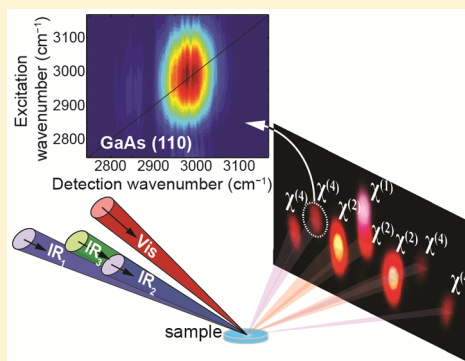 Excitation
wavenumber (cm⁻¹)
3100
3000
2900
2800
GaAs (110)
2800 3000 3100
Detection wavenumber (cm⁻¹)
χ⁽⁴⁾
χ⁽⁴⁾
χ⁽²⁾
χ⁽¹⁾
χ⁽²⁾
χ⁽²⁾
χ⁽⁴⁾
Vis
IR₁
IR₃
IR₂
sample